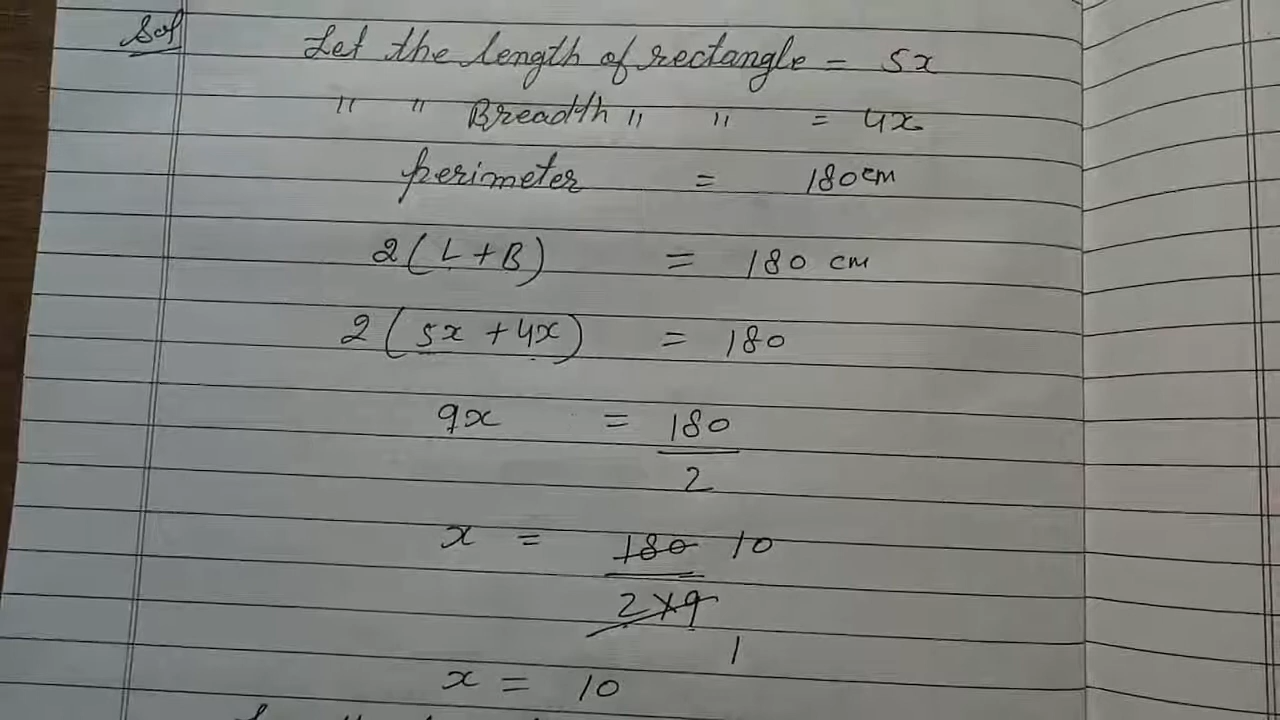 Sol
Let the length of rectangle = 5x
" " Breadth " " = 4x
perimeter = 180cm
2(L+B) = 180 cm
2(5x+4x) = 180
9x = 180
2
x = 180 10
2×9
1
x = 10